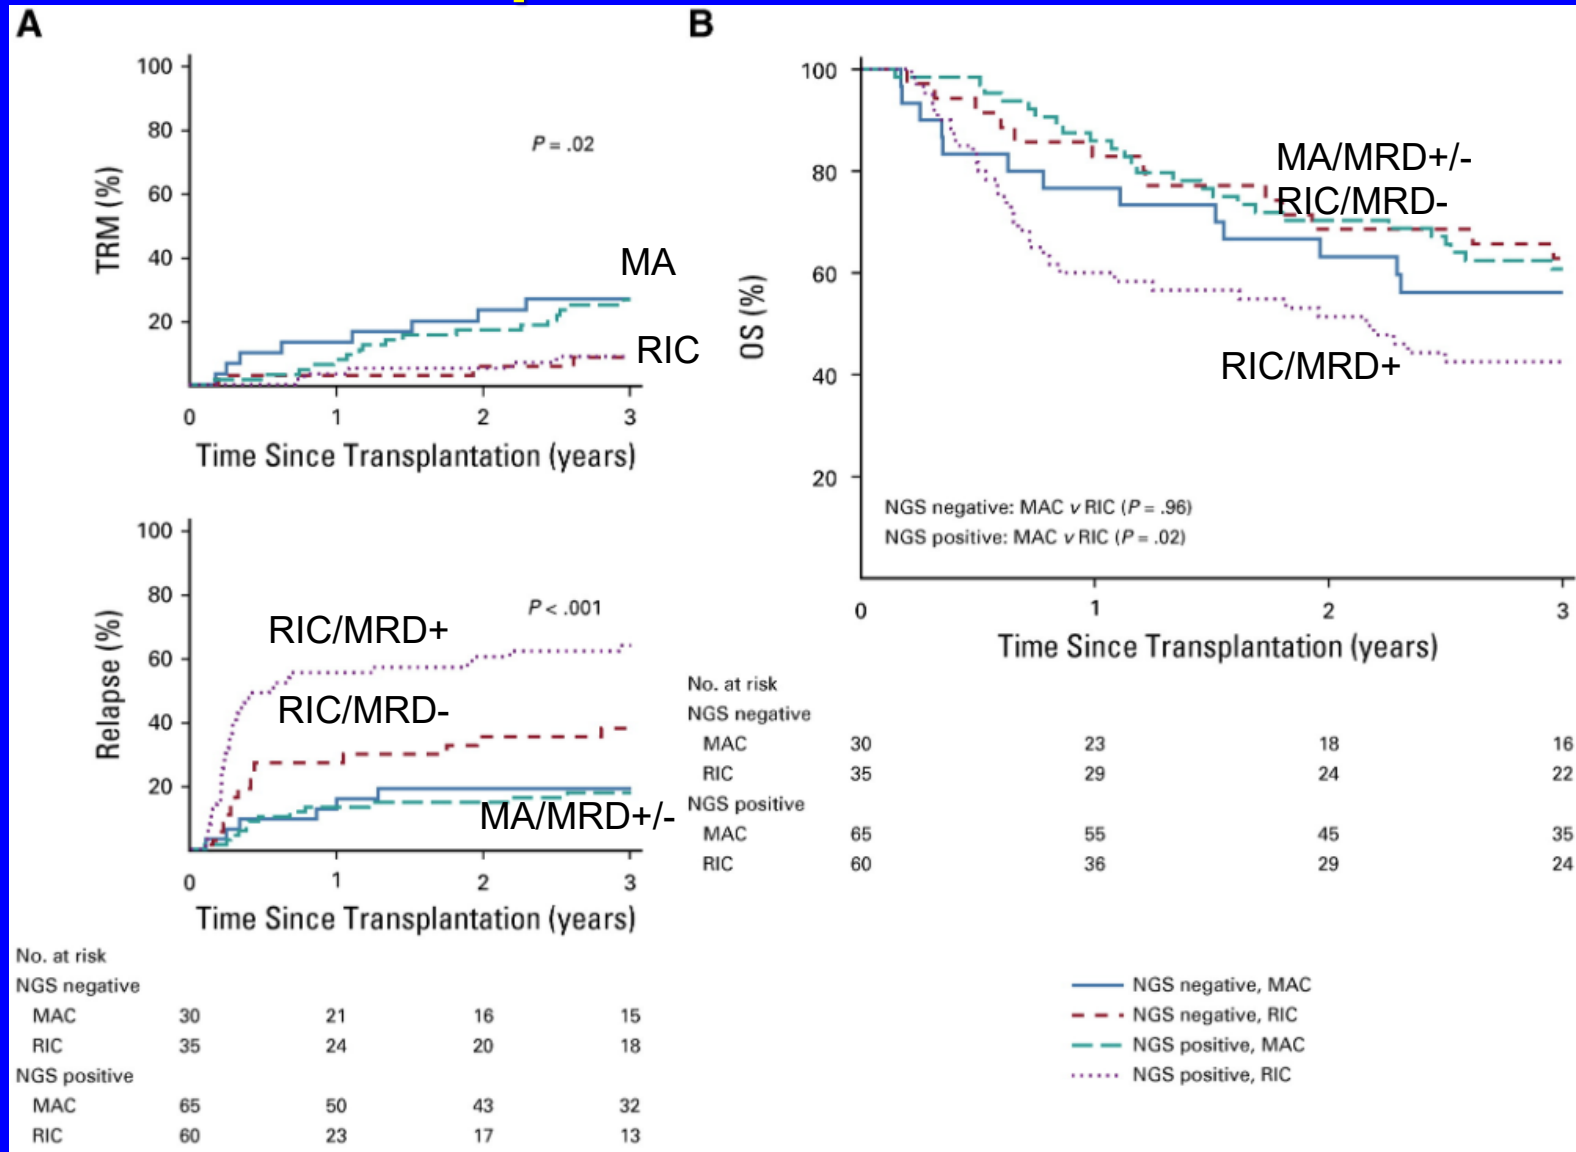 A
100
80
60
40
20
TRM (%)
P = .02
MA
RIC
0 1 2 3
Time Since Transplantation (years)
100
80
60
40
20
Relapse (%)
P < .001
RIC/MRD+
RIC/MRD-
MA/MRD+/-
0 1 2 3
Time Since Transplantation (years)
No. at risk
NGS negative
MAC 30 21 16 15
RIC 35 24 20 18
NGS positive
MAC 65 50 43 32
RIC 60 23 17 13
B
100
80
60
40
20
OS (%)
MA/MRD+/-
RIC/MRD-
RIC/MRD+
NGS negative: MAC v RIC (P = .96)
NGS positive: MAC v RIC (P = .02)
0 1 2 3
Time Since Transplantation (years)
No. at risk
NGS negative
MAC 30 23 18 16
RIC 35 29 24 22
NGS positive
MAC 65 55 45 35
RIC 60 36 29 24
NGS negative, MAC
NGS negative, RIC
NGS positive, MAC
NGS positive, RIC